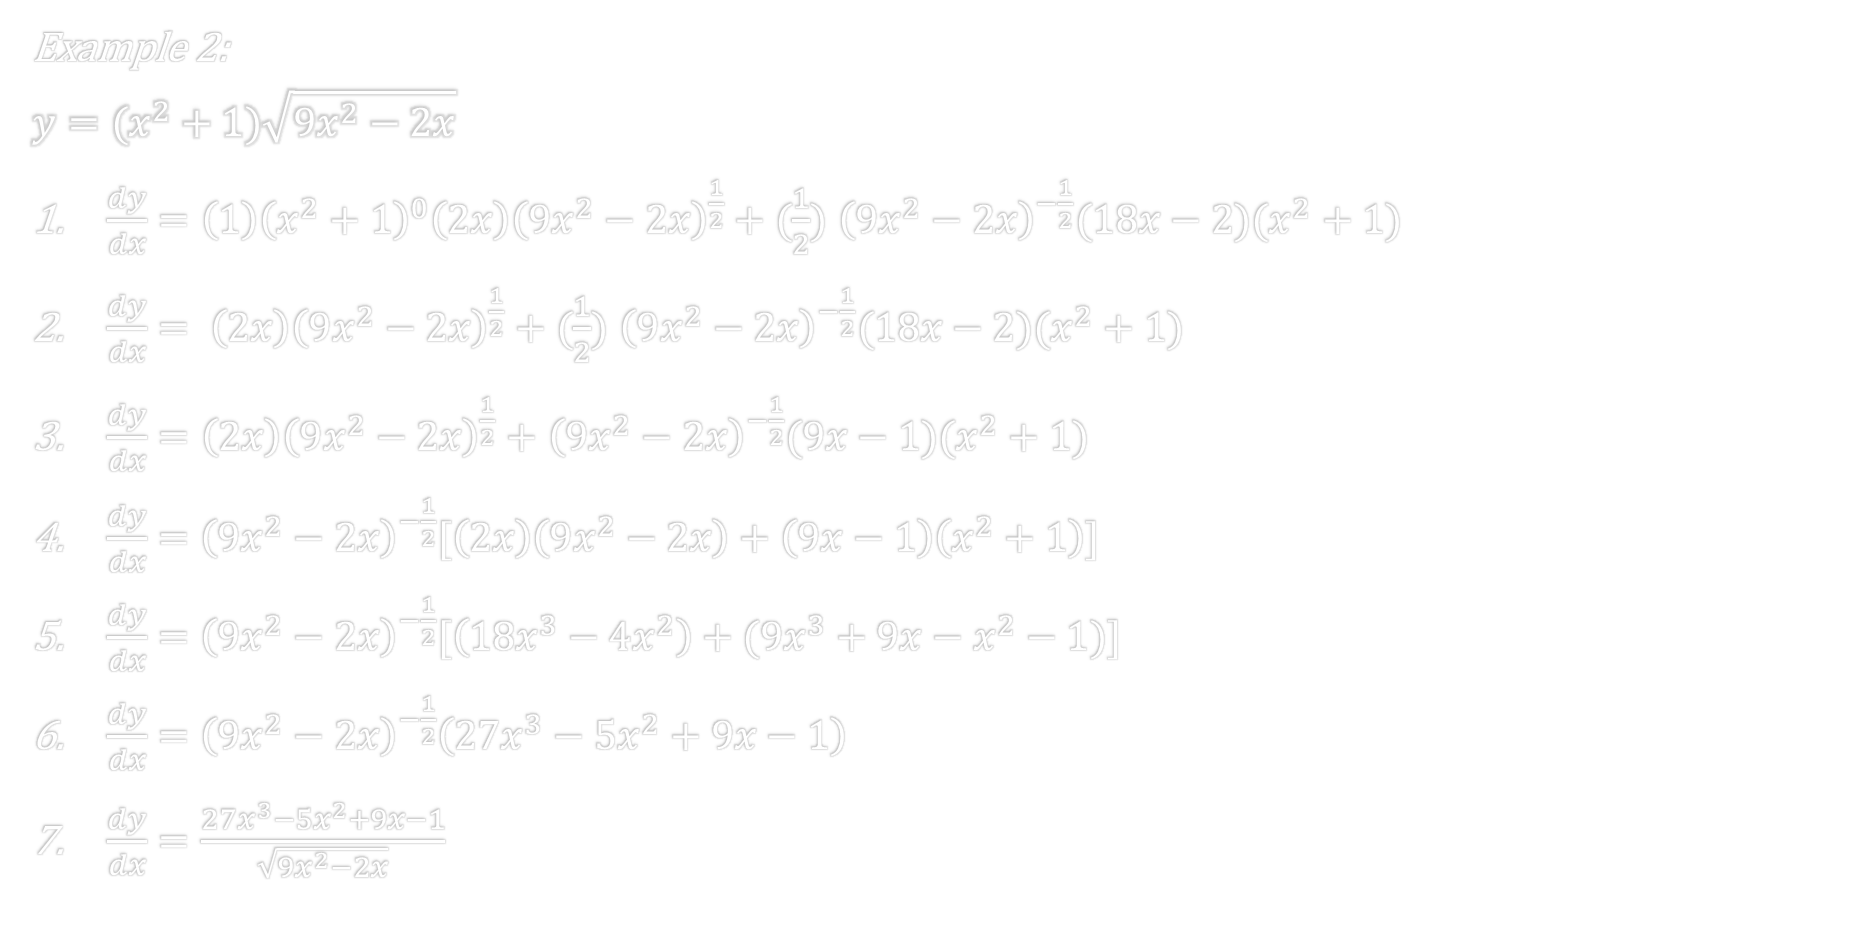 Example 2:
y = (x² + 1)√(9x² − 2x)
1. dy/dx = (1)(x² + 1)⁰(2x)(9x² − 2x)^(1/2) + (1/2) (9x² − 2x)^(−1/2)(18x − 2)(x² + 1)
2. dy/dx = (2x)(9x² − 2x)^(1/2) + (1/2) (9x² − 2x)^(−1/2)(18x − 2)(x² + 1)
3. dy/dx = (2x)(9x² − 2x)^(1/2) + (9x² − 2x)^(−1/2)(9x − 1)(x² + 1)
4. dy/dx = (9x² − 2x)^(−1/2)[(2x)(9x² − 2x) + (9x − 1)(x² + 1)]
5. dy/dx = (9x² − 2x)^(−1/2)[(18x³ − 4x²) + (9x³ + 9x − x² − 1)]
6. dy/dx = (9x² − 2x)^(−1/2)(27x³ − 5x² + 9x − 1)
7. dy/dx = (27x³−5x²+9x−1)/√(9x²−2x)